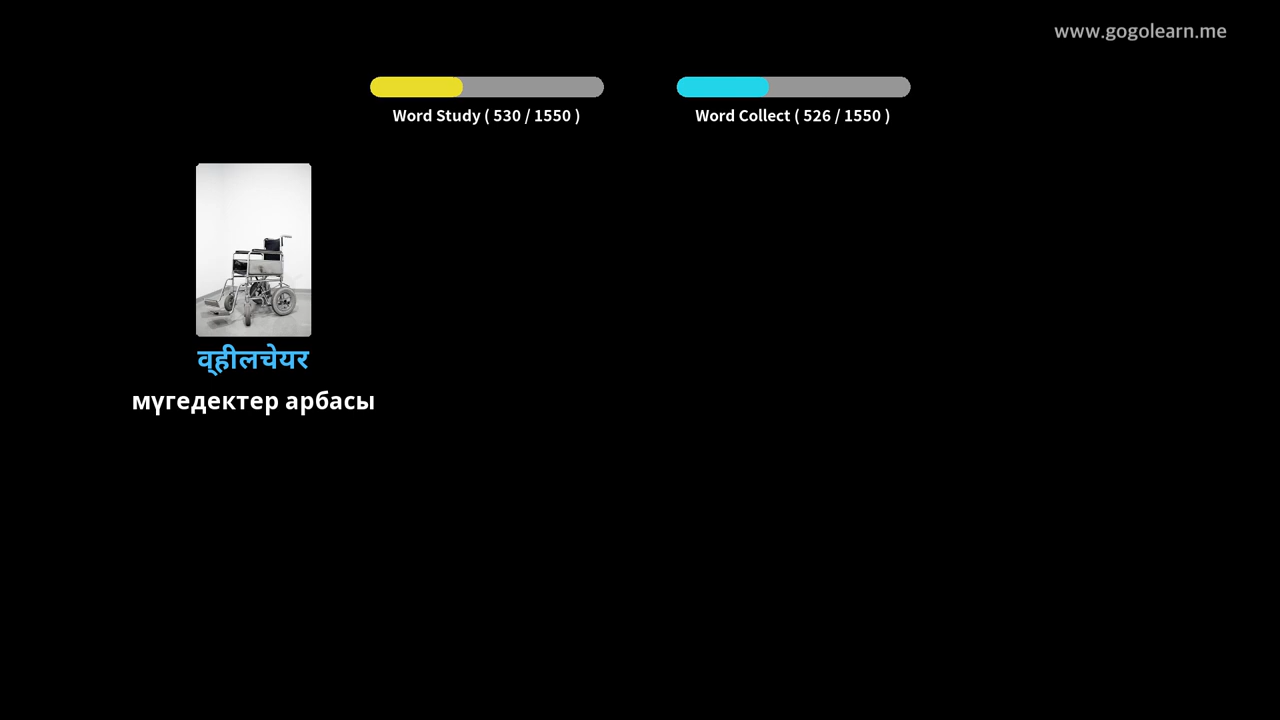 www.gogolearn.me
Word Study ( 530 / 1550 )
Word Collect ( 526 / 1550 )
व्हीलचेयर
мүгедектер арбасы